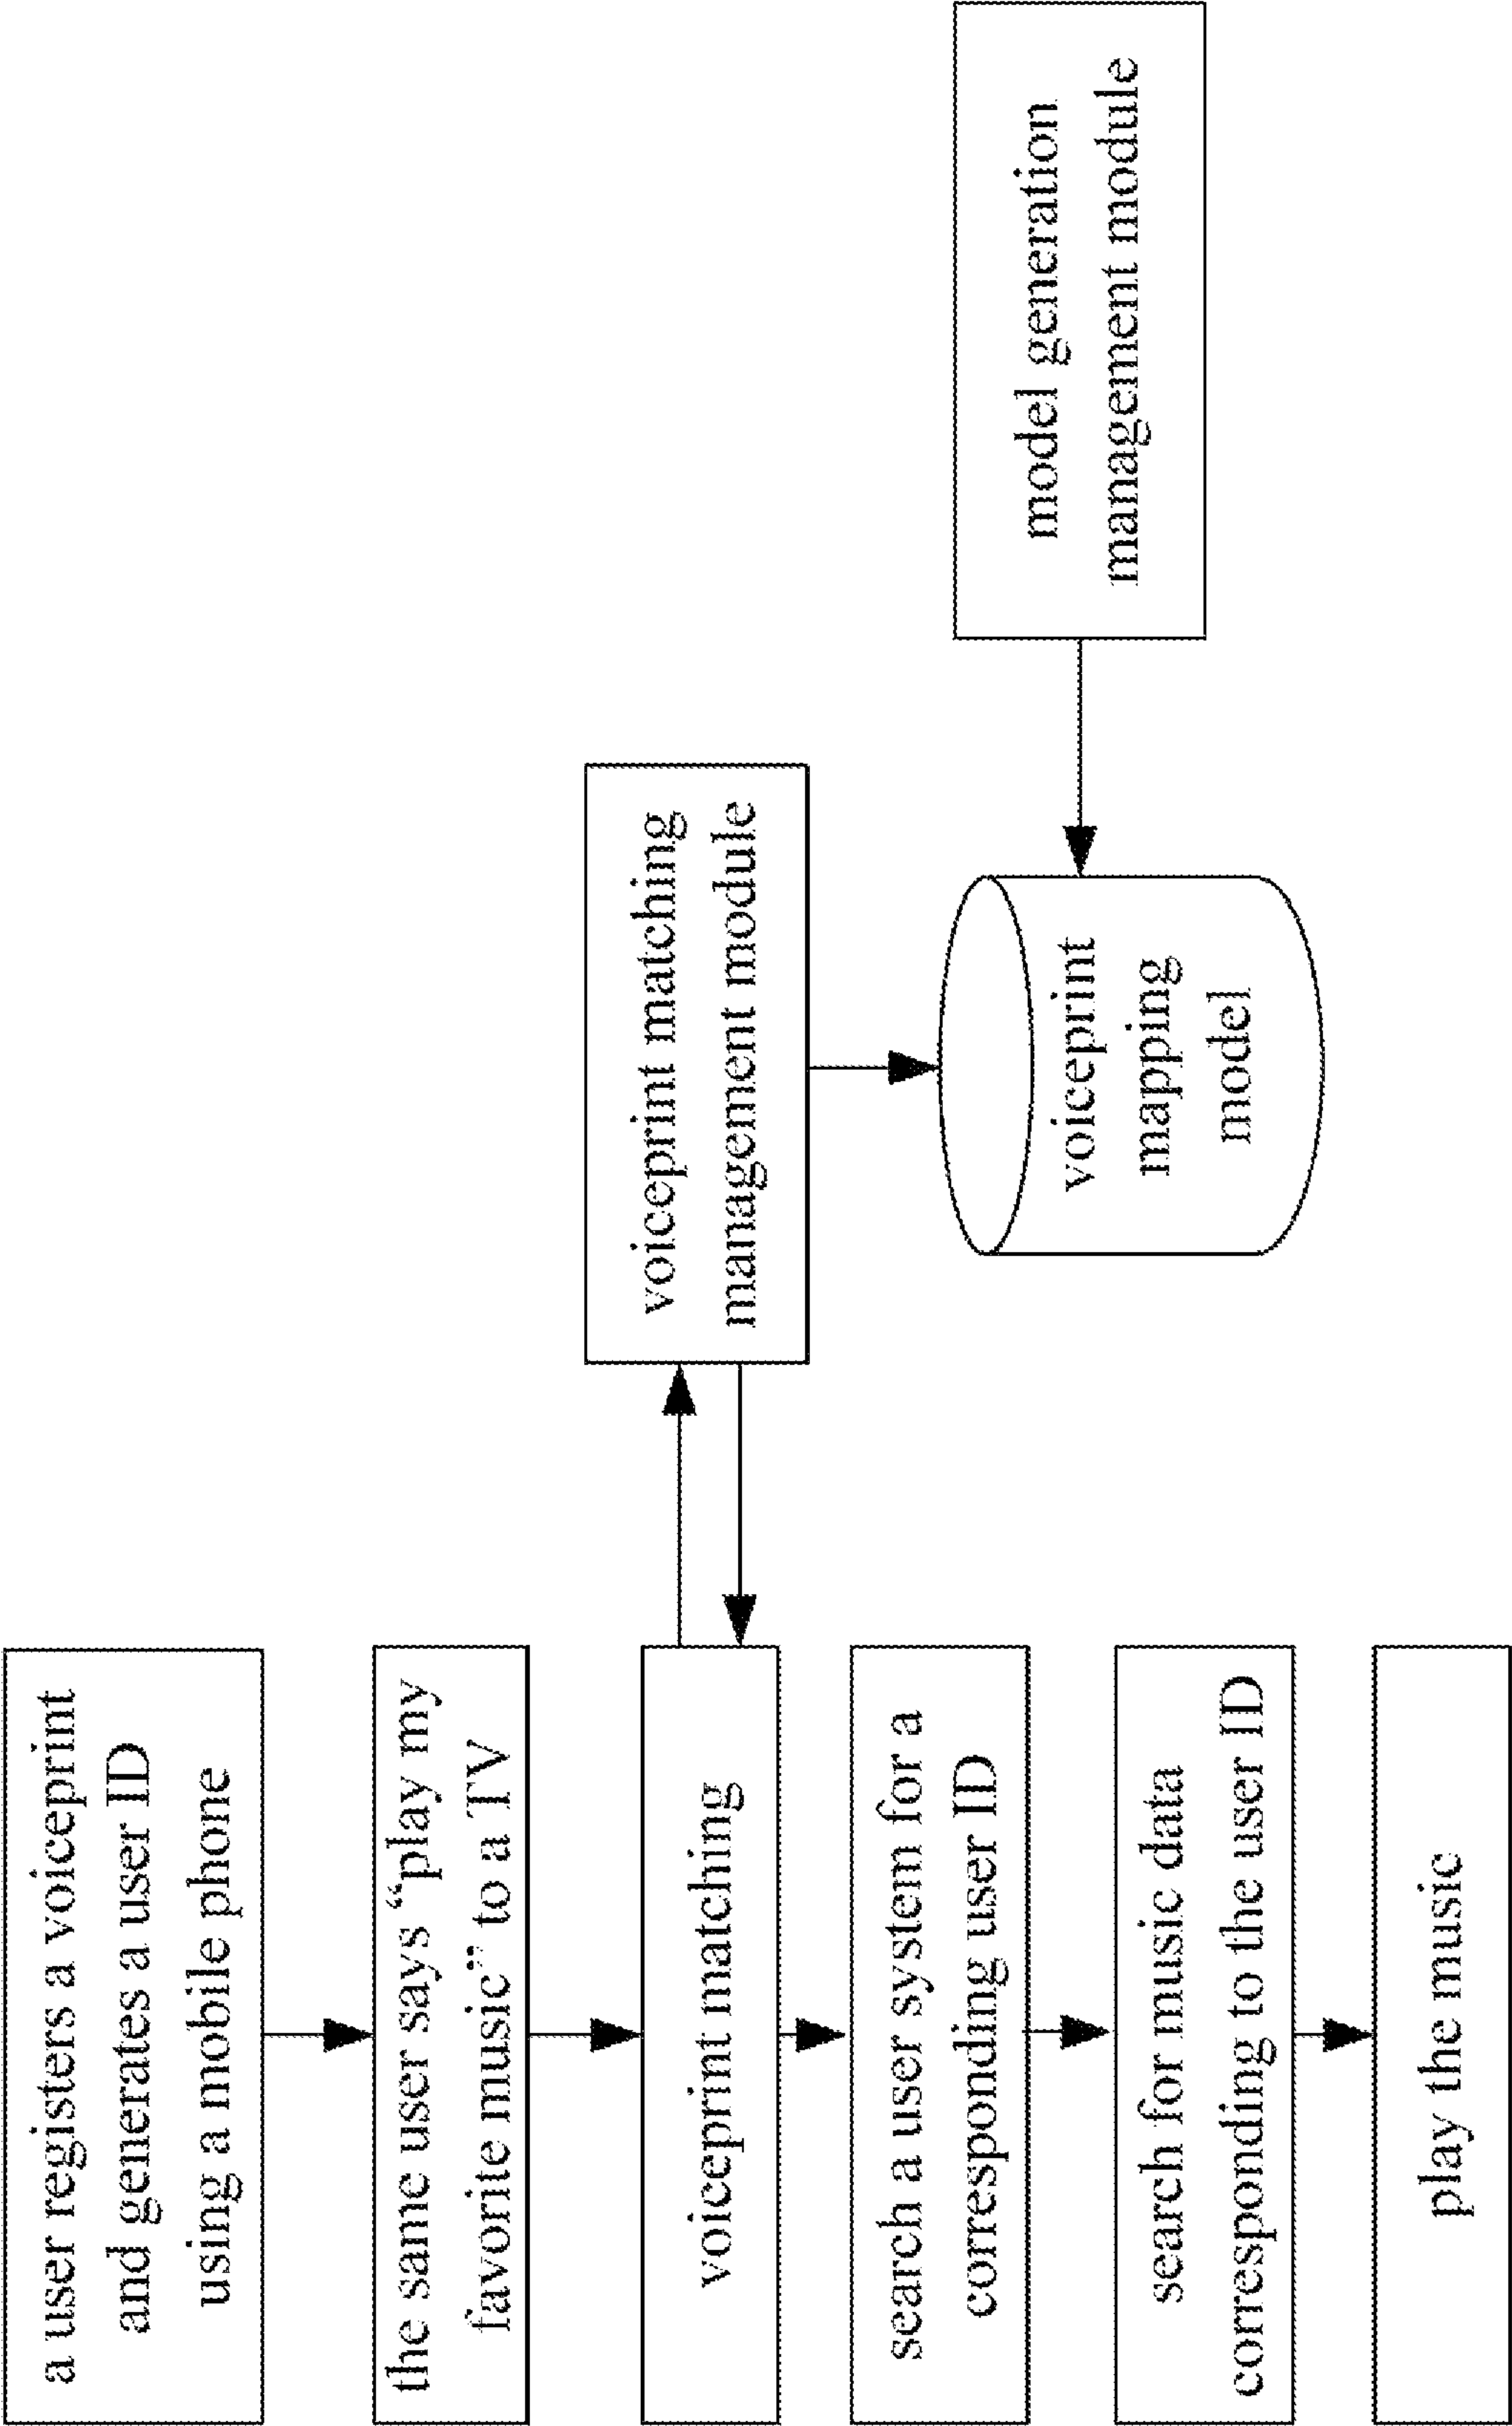 a user registers a voiceprint
and generates a user ID
using a mobile phone
the same user says “play my
favorite music” to a TV
voiceprint matching
search a user system for a
corresponding user ID
search for music data
corresponding to the user ID
play the music
voiceprint matching
management module
voiceprint
mapping
model
model generation
management module